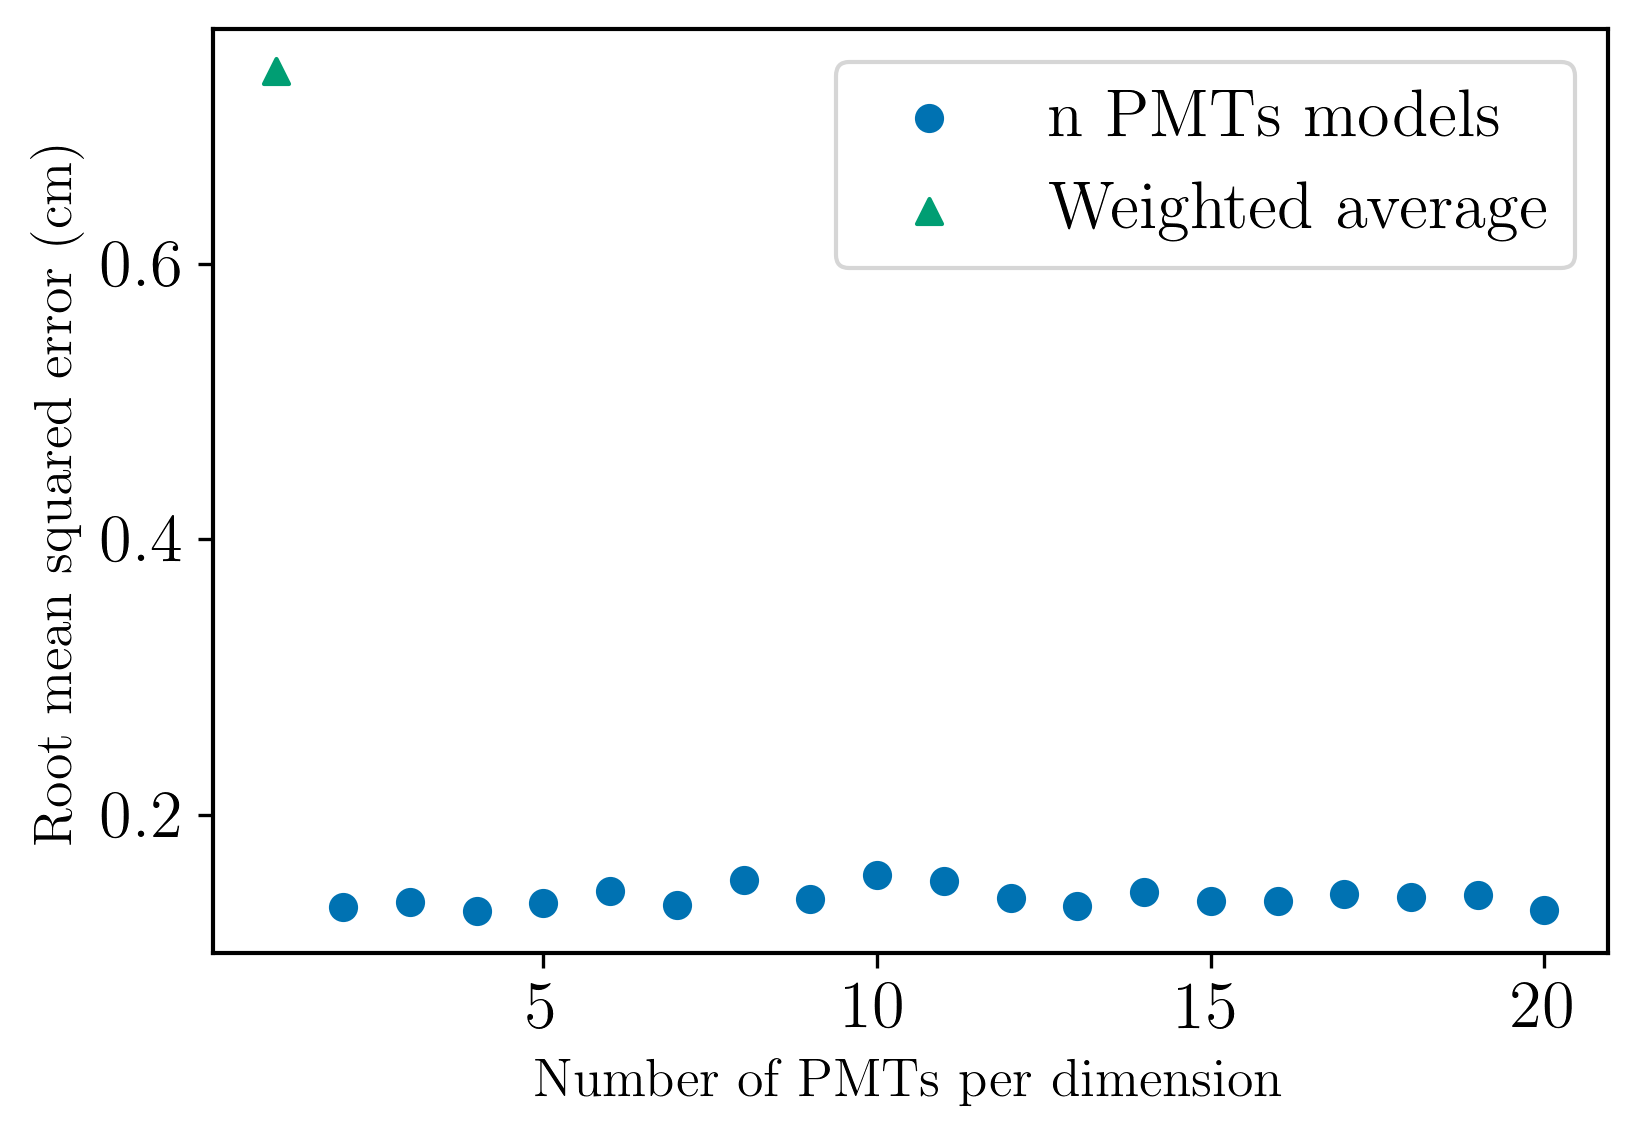 n PMTs models
Weighted average
Root mean squared error (cm)
0.6
0.4
0.2
5 10 15 20
Number of PMTs per dimension